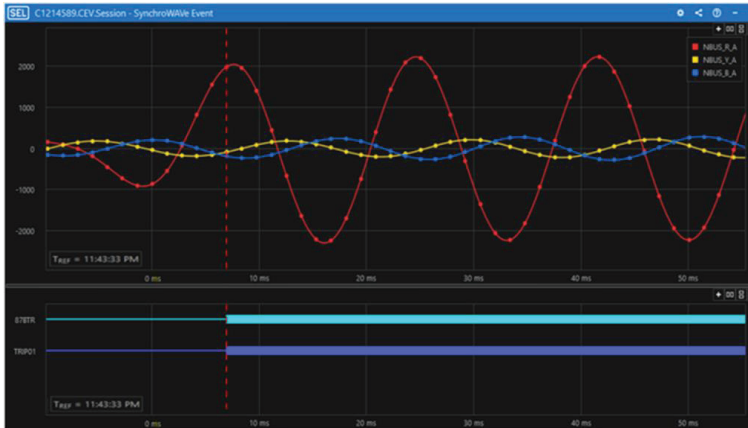 SEL C1214589.CEV.Session - SynchroWAVe Event
NBUS_R_A
NBUS_Y_A
NBUS_B_A
2000
1000
0
-1000
-2000
TREF = 11:43:33 PM
0 ms 10 ms 20 ms 30 ms 40 ms 50 ms
87BTR
TRIP01
TREF = 11:43:33 PM
0 ms 10 ms 20 ms 30 ms 40 ms 50 ms